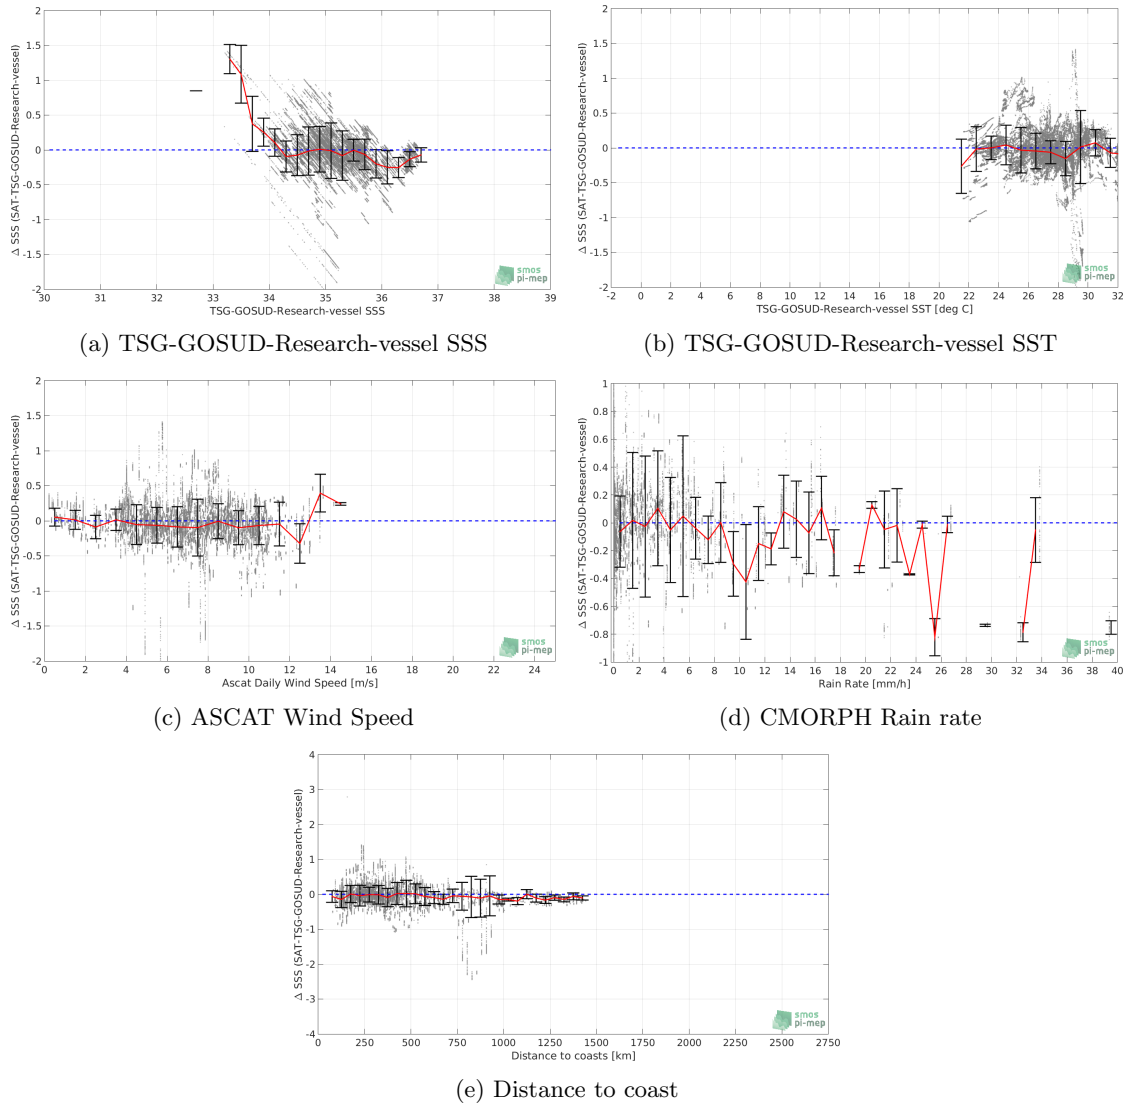 Δ SSS (SAT-TSG-GOSUD-Research-vessel)
2
1.5
1
0.5
0
-0.5
-1
-1.5
-2
30 31 32 33 34 35 36 37 38 39
TSG-GOSUD-Research-vessel SSS
smos
pi-mep
(a) TSG-GOSUD-Research-vessel SSS
Δ SSS (SAT-TSG-GOSUD-Research-vessel)
2
1.5
1
0.5
0
-0.5
-1
-1.5
-2
-2 0 2 4 6 8 10 12 14 16 18 20 22 24 26 28 30 32
TSG-GOSUD-Research-vessel SST [deg C]
smos
pi-mep
(b) TSG-GOSUD-Research-vessel SST
Δ SSS (SAT-TSG-GOSUD-Research-vessel)
2
1.5
1
0.5
0
-0.5
-1
-1.5
-2
0 2 4 6 8 10 12 14 16 18 20 22 24
Ascat Daily Wind Speed [m/s]
smos
pi-mep
(c) ASCAT Wind Speed
Δ SSS (SAT-TSG-GOSUD-Research-vessel)
1
0.8
0.6
0.4
0.2
0
-0.2
-0.4
-0.6
-0.8
-1
0 2 4 6 8 10 12 14 16 18 20 22 24 26 28 30 32 34 36 38 40
Rain Rate [mm/h]
smos
pi-mep
(d) CMORPH Rain rate
Δ SSS (SAT-TSG-GOSUD-Research-vessel)
4
3
2
1
0
-1
-2
-3
-4
0 250 500 750 1000 1250 1500 1750 2000 2250 2500 2750
Distance to coasts [km]
smos
pi-mep
(e) Distance to coast